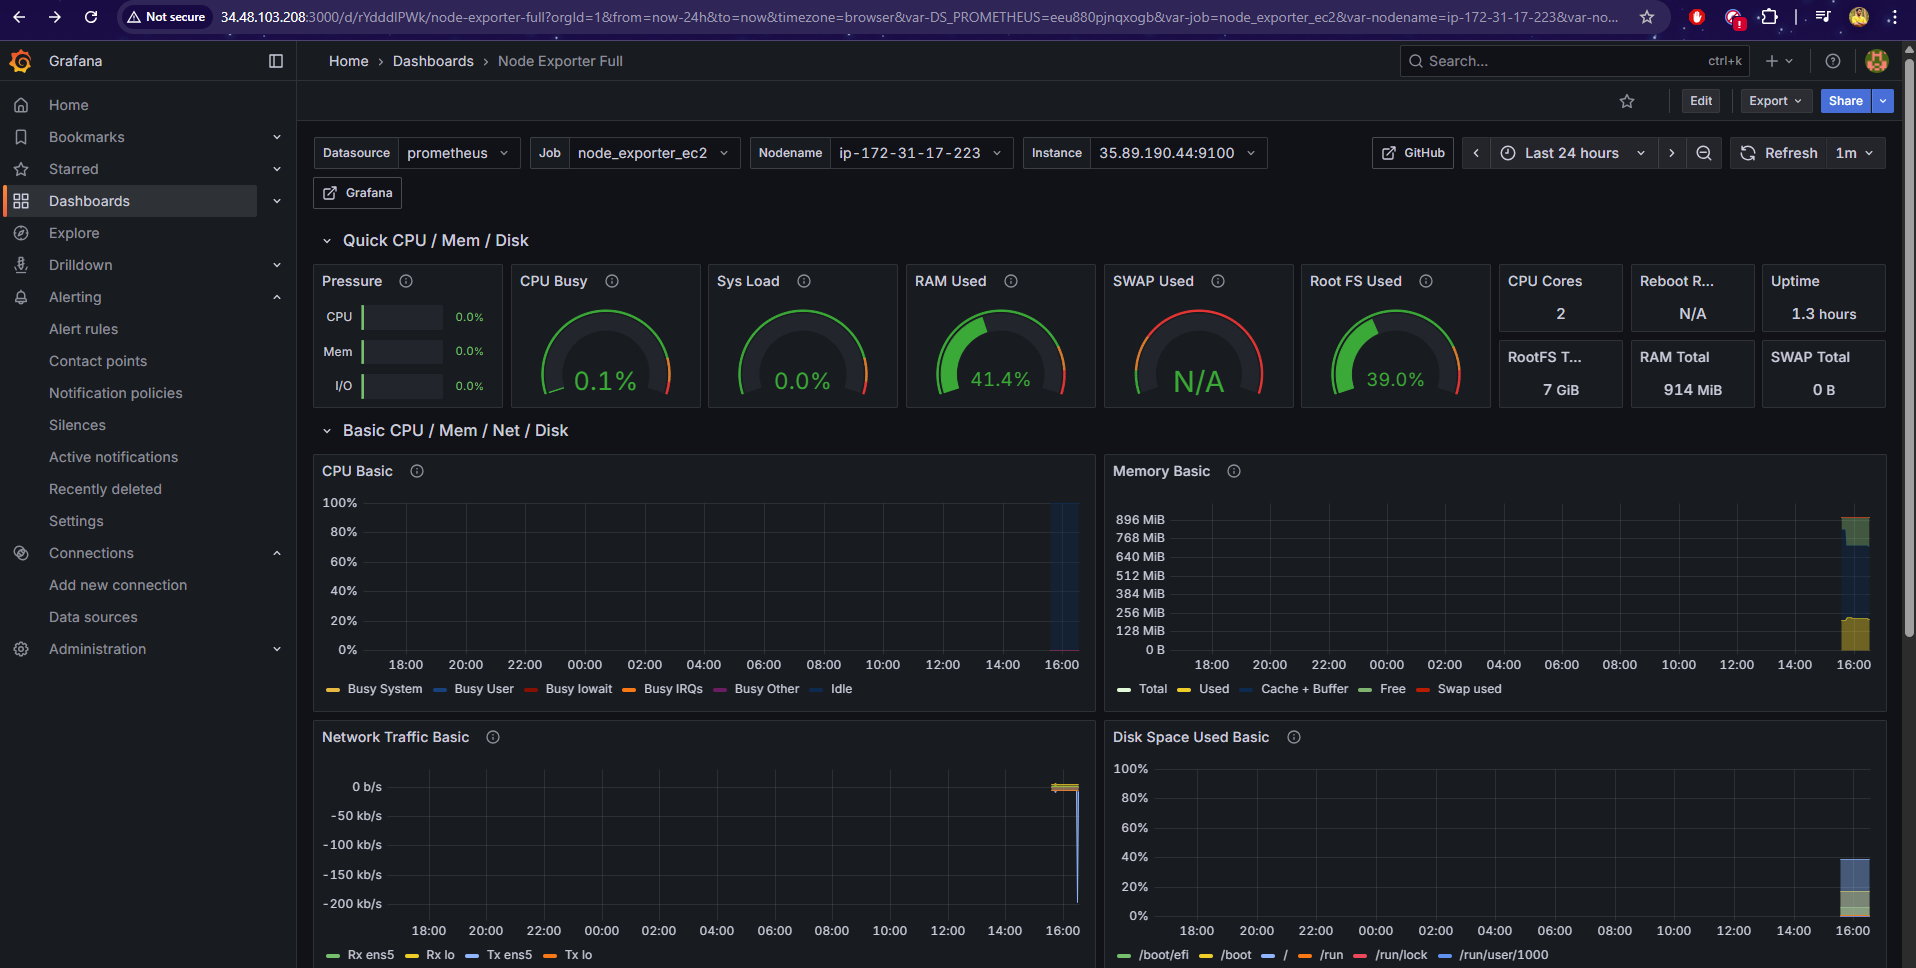 Not secure 34.48.103.208:3000/d/rYdddlPWk/node-exporter-full?orgId=1&from=now-24h&to=now&timezone=browser&var-DS_PROMETHEUS=eeu880pjnqxogb&var-job=node_exporter_ec2&var-nodename=ip-172-31-17-223&var-no...
Grafana
Home › Dashboards › Node Exporter Full
Search... ctrl+k
Home
Bookmarks
Starred
Dashboards
Explore
Drilldown
Alerting
Alert rules
Contact points
Notification policies
Silences
Active notifications
Recently deleted
Settings
Connections
Add new connection
Data sources
Administration
Edit Export Share
Datasource prometheus Job node_exporter_ec2 Nodename ip-172-31-17-223 Instance 35.89.190.44:9100 GitHub Last 24 hours Refresh 1m
Grafana
Quick CPU / Mem / Disk
Pressure
CPU 0.0%
Mem 0.0%
I/O 0.0%
CPU Busy
0.1%
Sys Load
0.0%
RAM Used
41.4%
SWAP Used
N/A
Root FS Used
39.0%
CPU Cores
2
Reboot R...
N/A
Uptime
1.3 hours
RootFS T...
7 GiB
RAM Total
914 MiB
SWAP Total
0 B
Basic CPU / Mem / Net / Disk
CPU Basic
100%
80%
60%
40%
20%
0%
18:00 20:00 22:00 00:00 02:00 04:00 06:00 08:00 10:00 12:00 14:00 16:00
Busy System Busy User Busy Iowait Busy IRQs Busy Other Idle
Memory Basic
896 MiB
768 MiB
640 MiB
512 MiB
384 MiB
256 MiB
128 MiB
0 B
18:00 20:00 22:00 00:00 02:00 04:00 06:00 08:00 10:00 12:00 14:00 16:00
Total Used Cache + Buffer Free Swap used
Network Traffic Basic
0 b/s
-50 kb/s
-100 kb/s
-150 kb/s
-200 kb/s
18:00 20:00 22:00 00:00 02:00 04:00 06:00 08:00 10:00 12:00 14:00 16:00
Rx ens5 Rx lo Tx ens5 Tx lo
Disk Space Used Basic
100%
80%
60%
40%
20%
0%
18:00 20:00 22:00 00:00 02:00 04:00 06:00 08:00 10:00 12:00 14:00 16:00
/boot/efi /boot / /run /run/lock /run/user/1000